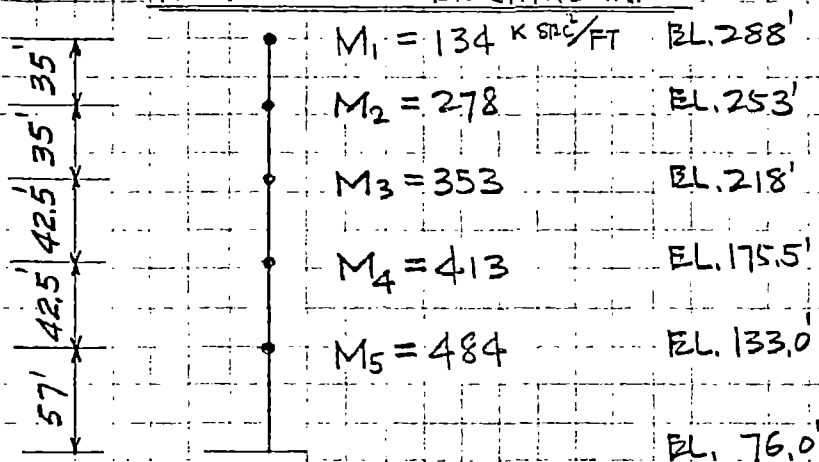 M₁ = 134 K SEC²/FT EL. 288'
35'
M₂ = 278 EL. 253'
35'
M₃ = 353 EL. 218'
42.5'
M₄ = 413 EL. 175.5'
42.5'
M₅ = 484 EL. 133.0'
57'
EL. 76.0'